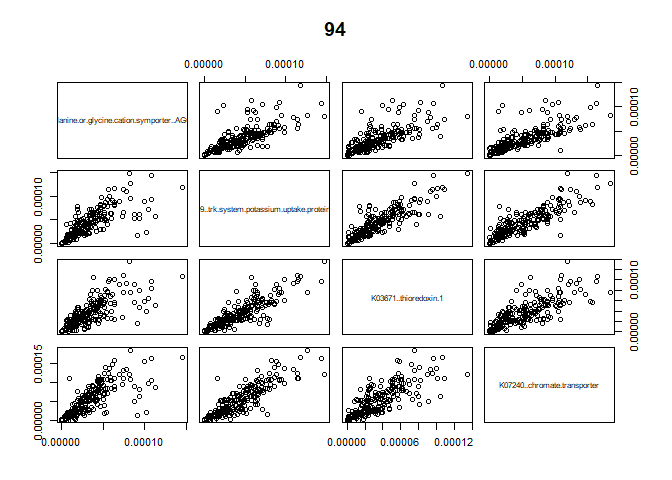 94
0.00000 0.00010 0.00000 0.00010
lanine.or.glycine.cation.symporter..AG
0.00000 0.00010
0.00000 0.00010
9..trk.system.potassium.uptake.protein
K03671..thioredoxin.1
0.00000 0.00010
0.00000 0.00015
K07240..chromate.transporter
0.00000 0.00010 0.00000 0.00006 0.00012